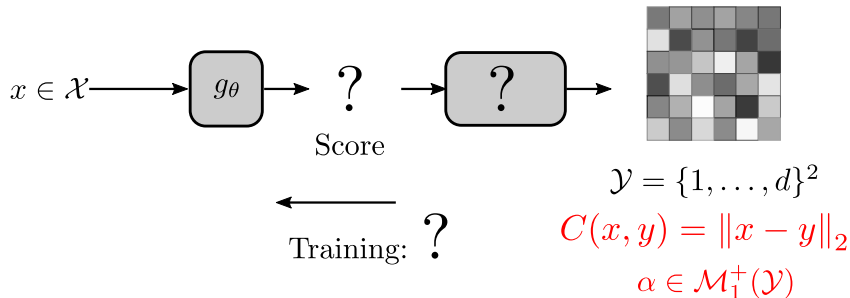 x ∈ 𝒳
g_θ
?
Score
?
𝒴 = {1, …, d}²
C(x, y) = ‖x − y‖₂
α ∈ ℳ₁⁺(𝒴)
Training: ?